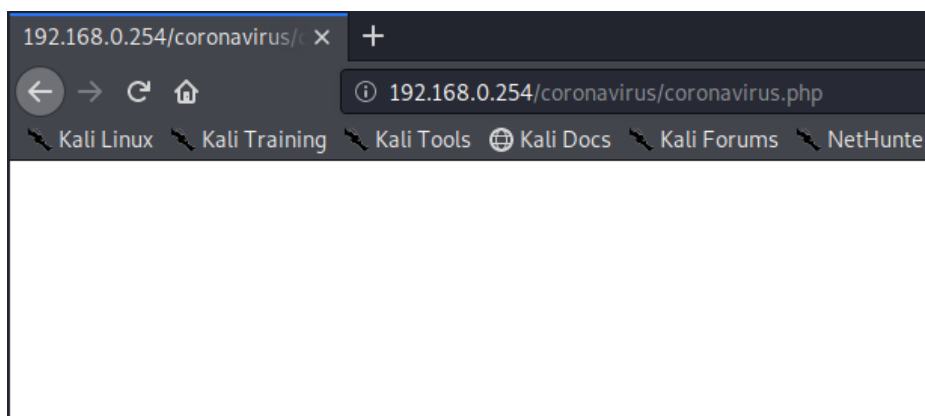 192.168.0.254/coronavirus/
192.168.0.254/coronavirus/coronavirus.php
Kali Linux Kali Training Kali Tools Kali Docs Kali Forums NetHunte